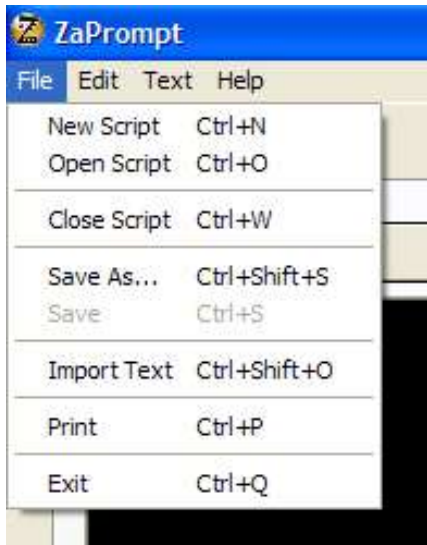 ZaPrompt
File Edit Text Help
New Script Ctrl+N
Open Script Ctrl+O
Close Script Ctrl+W
Save As... Ctrl+Shift+S
Save Ctrl+S
Import Text Ctrl+Shift+O
Print Ctrl+P
Exit Ctrl+Q